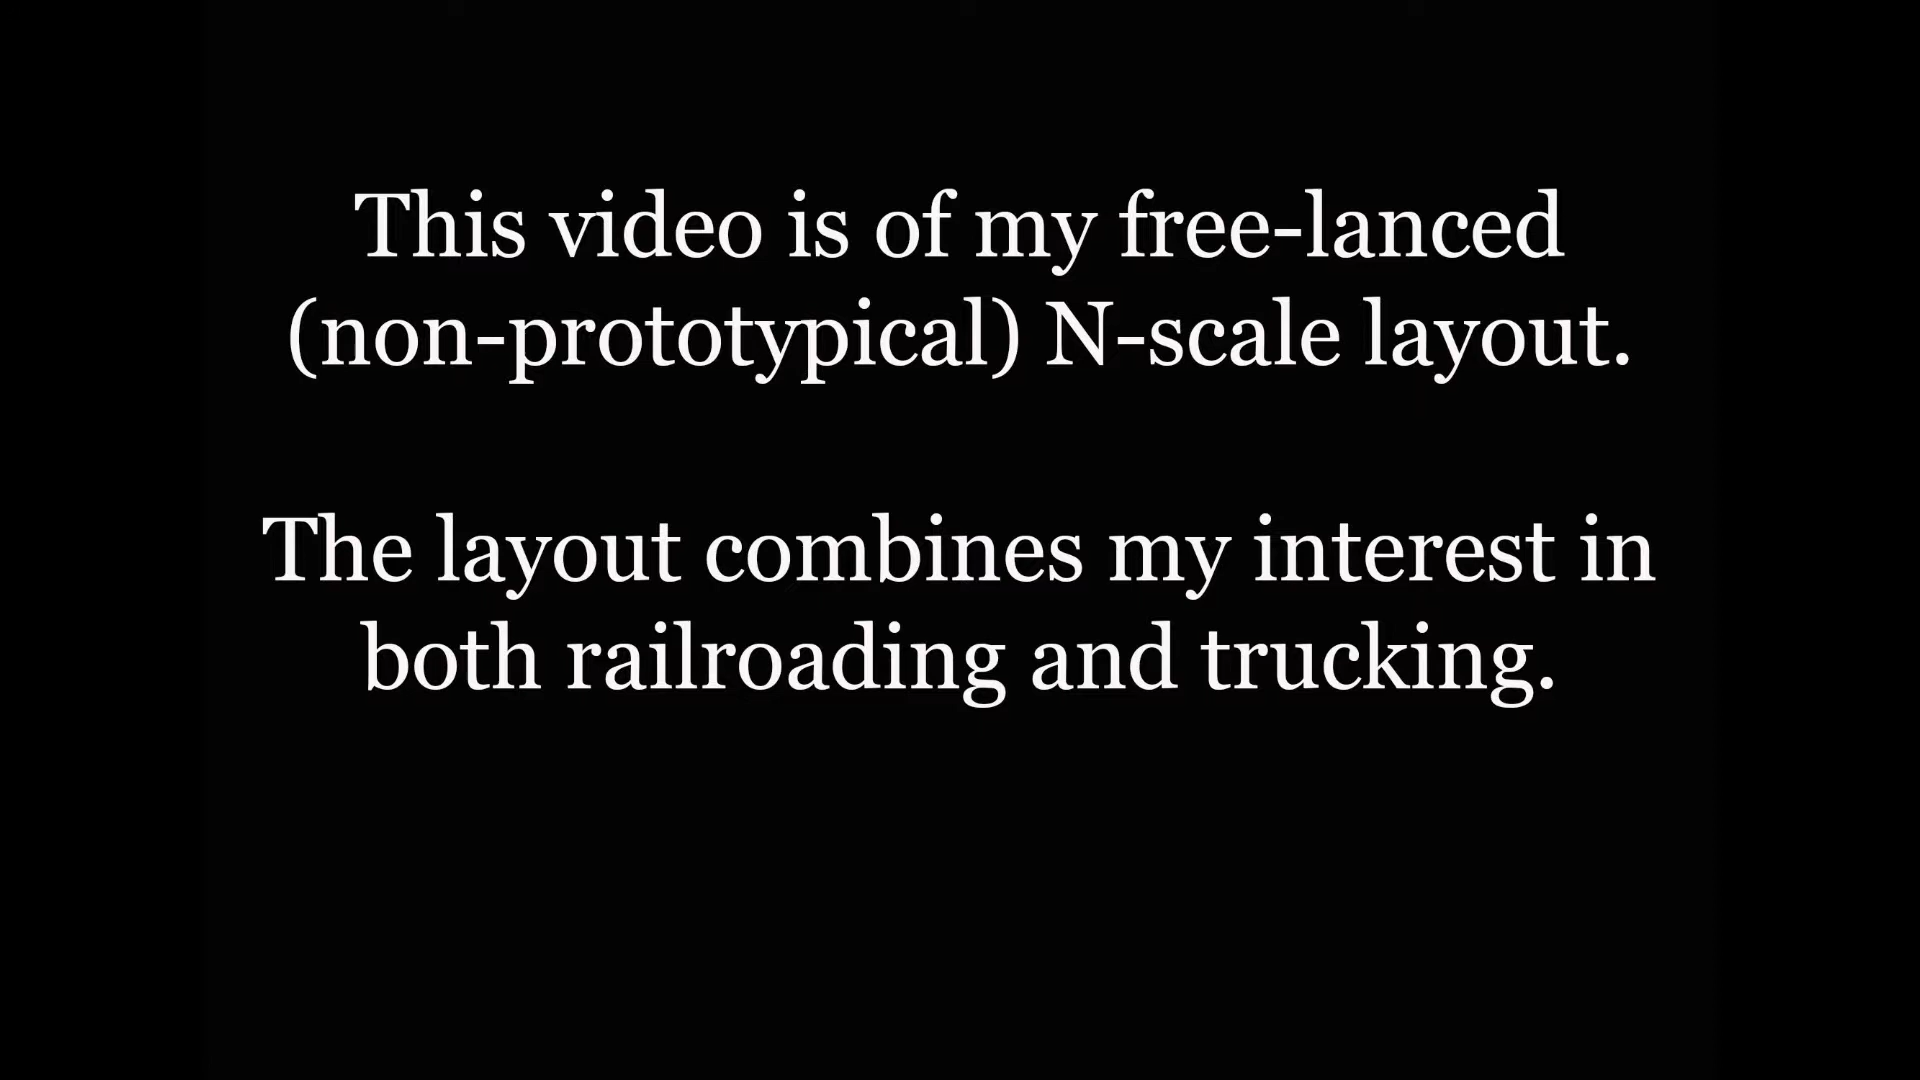 This video is of my free-lanced
(non-prototypical) N-scale layout.
The layout combines my interest in
both railroading and trucking.